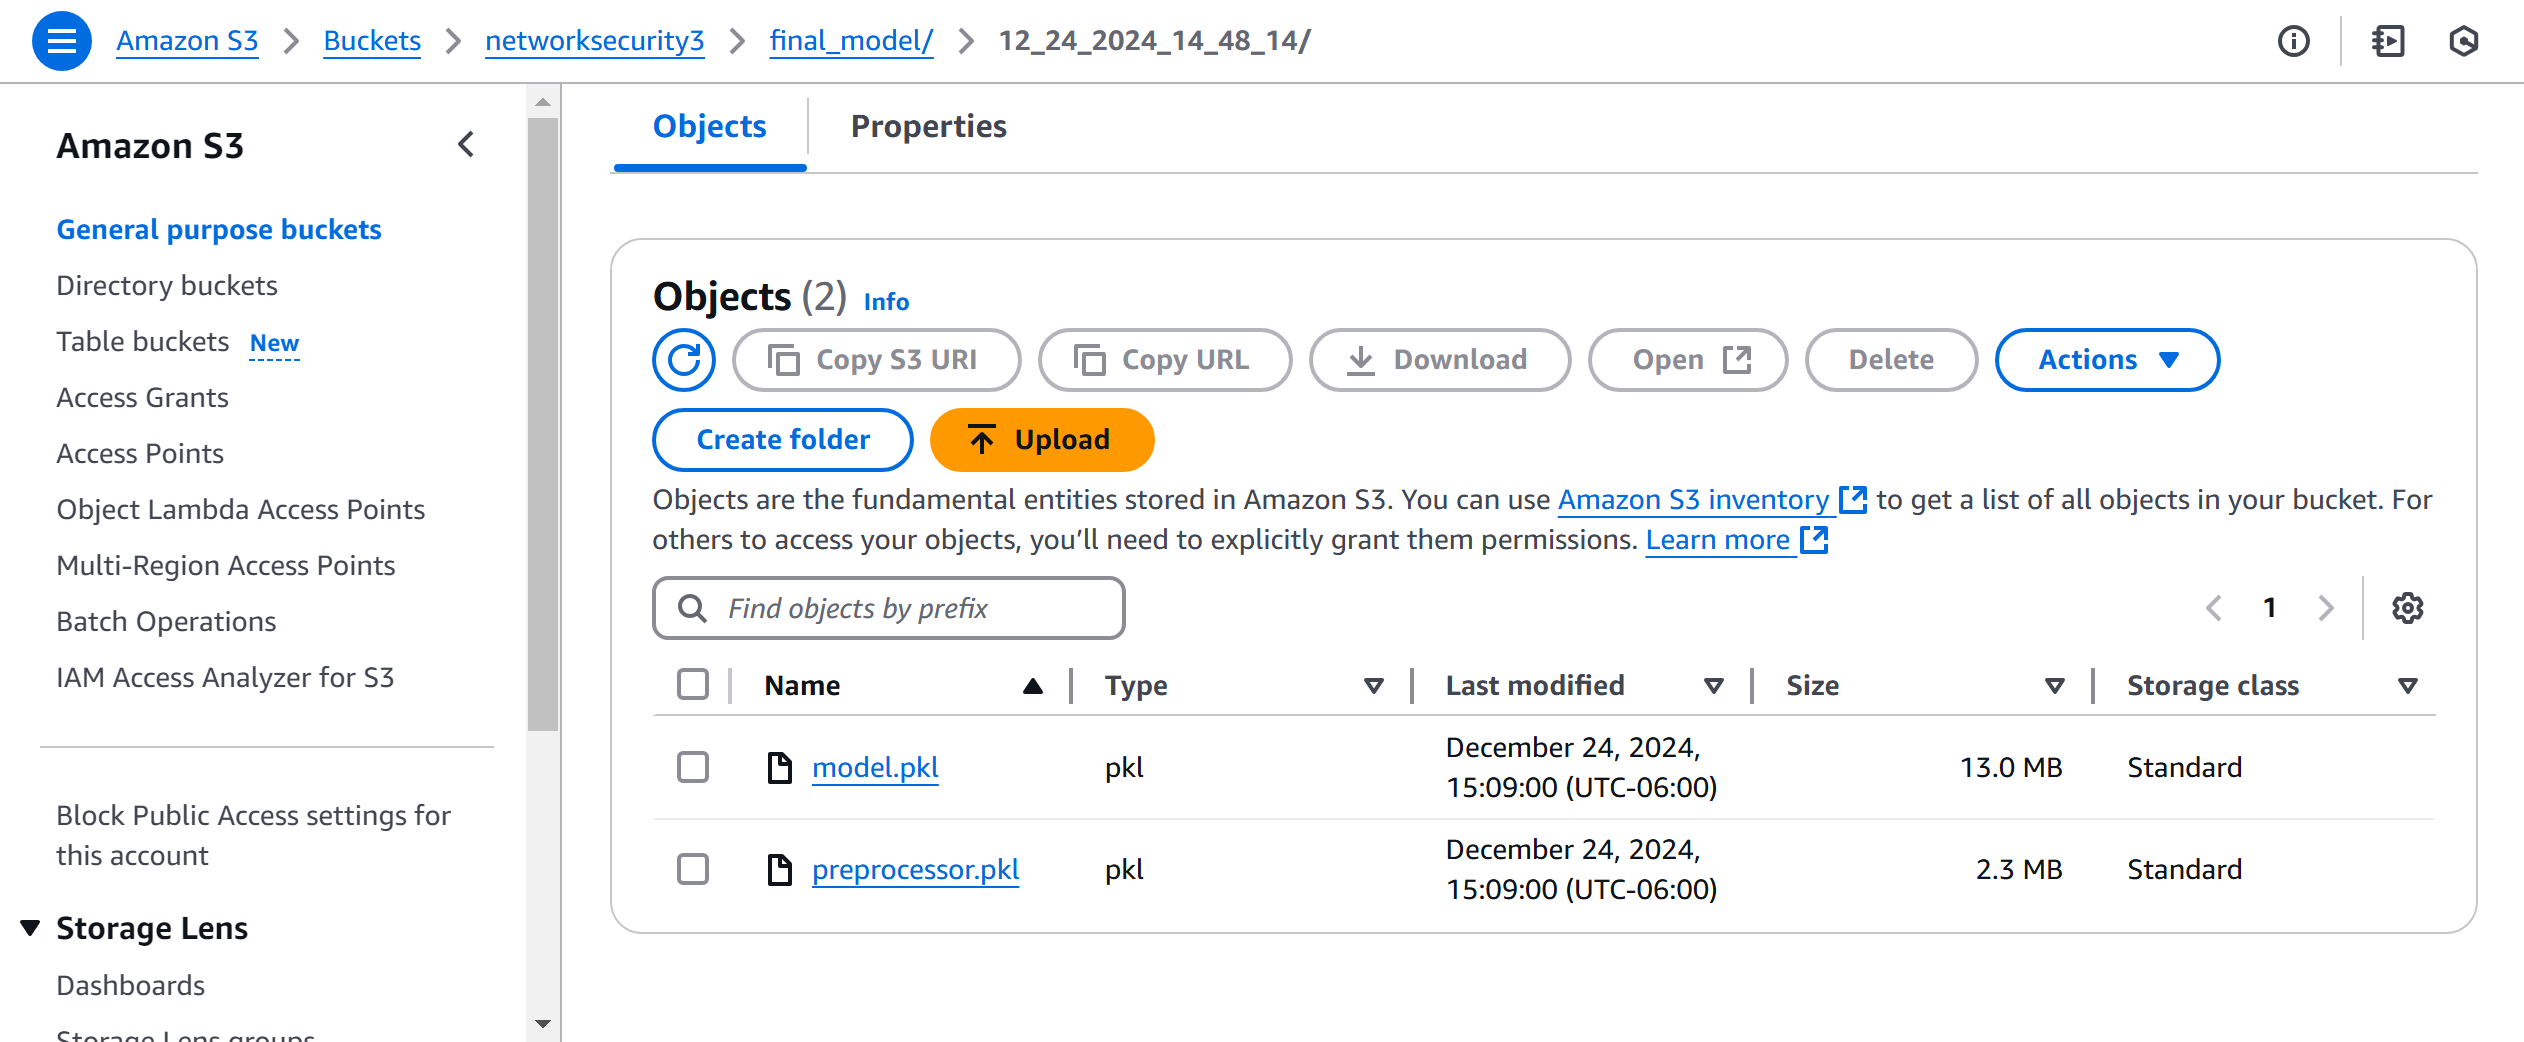 Amazon S3 Buckets networksecurity3 final_model/ 12_24_2024_14_48_14/
Amazon S3
General purpose buckets
Directory buckets
Table buckets New
Access Grants
Access Points
Object Lambda Access Points
Multi-Region Access Points
Batch Operations
IAM Access Analyzer for S3
Block Public Access settings for
this account
Storage Lens
Dashboards
Storage Lens groups
Objects Properties
Objects (2) Info
Copy S3 URI Copy URL Download Open Delete Actions
Create folder Upload
Objects are the fundamental entities stored in Amazon S3. You can use Amazon S3 inventory to get a list of all objects in your bucket. For
others to access your objects, you’ll need to explicitly grant them permissions. Learn more
Find objects by prefix
1
Name Type Last modified Size Storage class
model.pkl pkl December 24, 2024,
15:09:00 (UTC-06:00) 13.0 MB Standard
preprocessor.pkl pkl December 24, 2024,
15:09:00 (UTC-06:00) 2.3 MB Standard